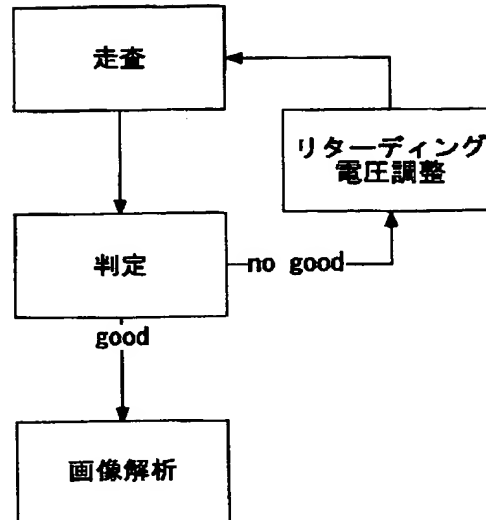 走査
リターディング
電圧調整
判定
no good
good
画像解析